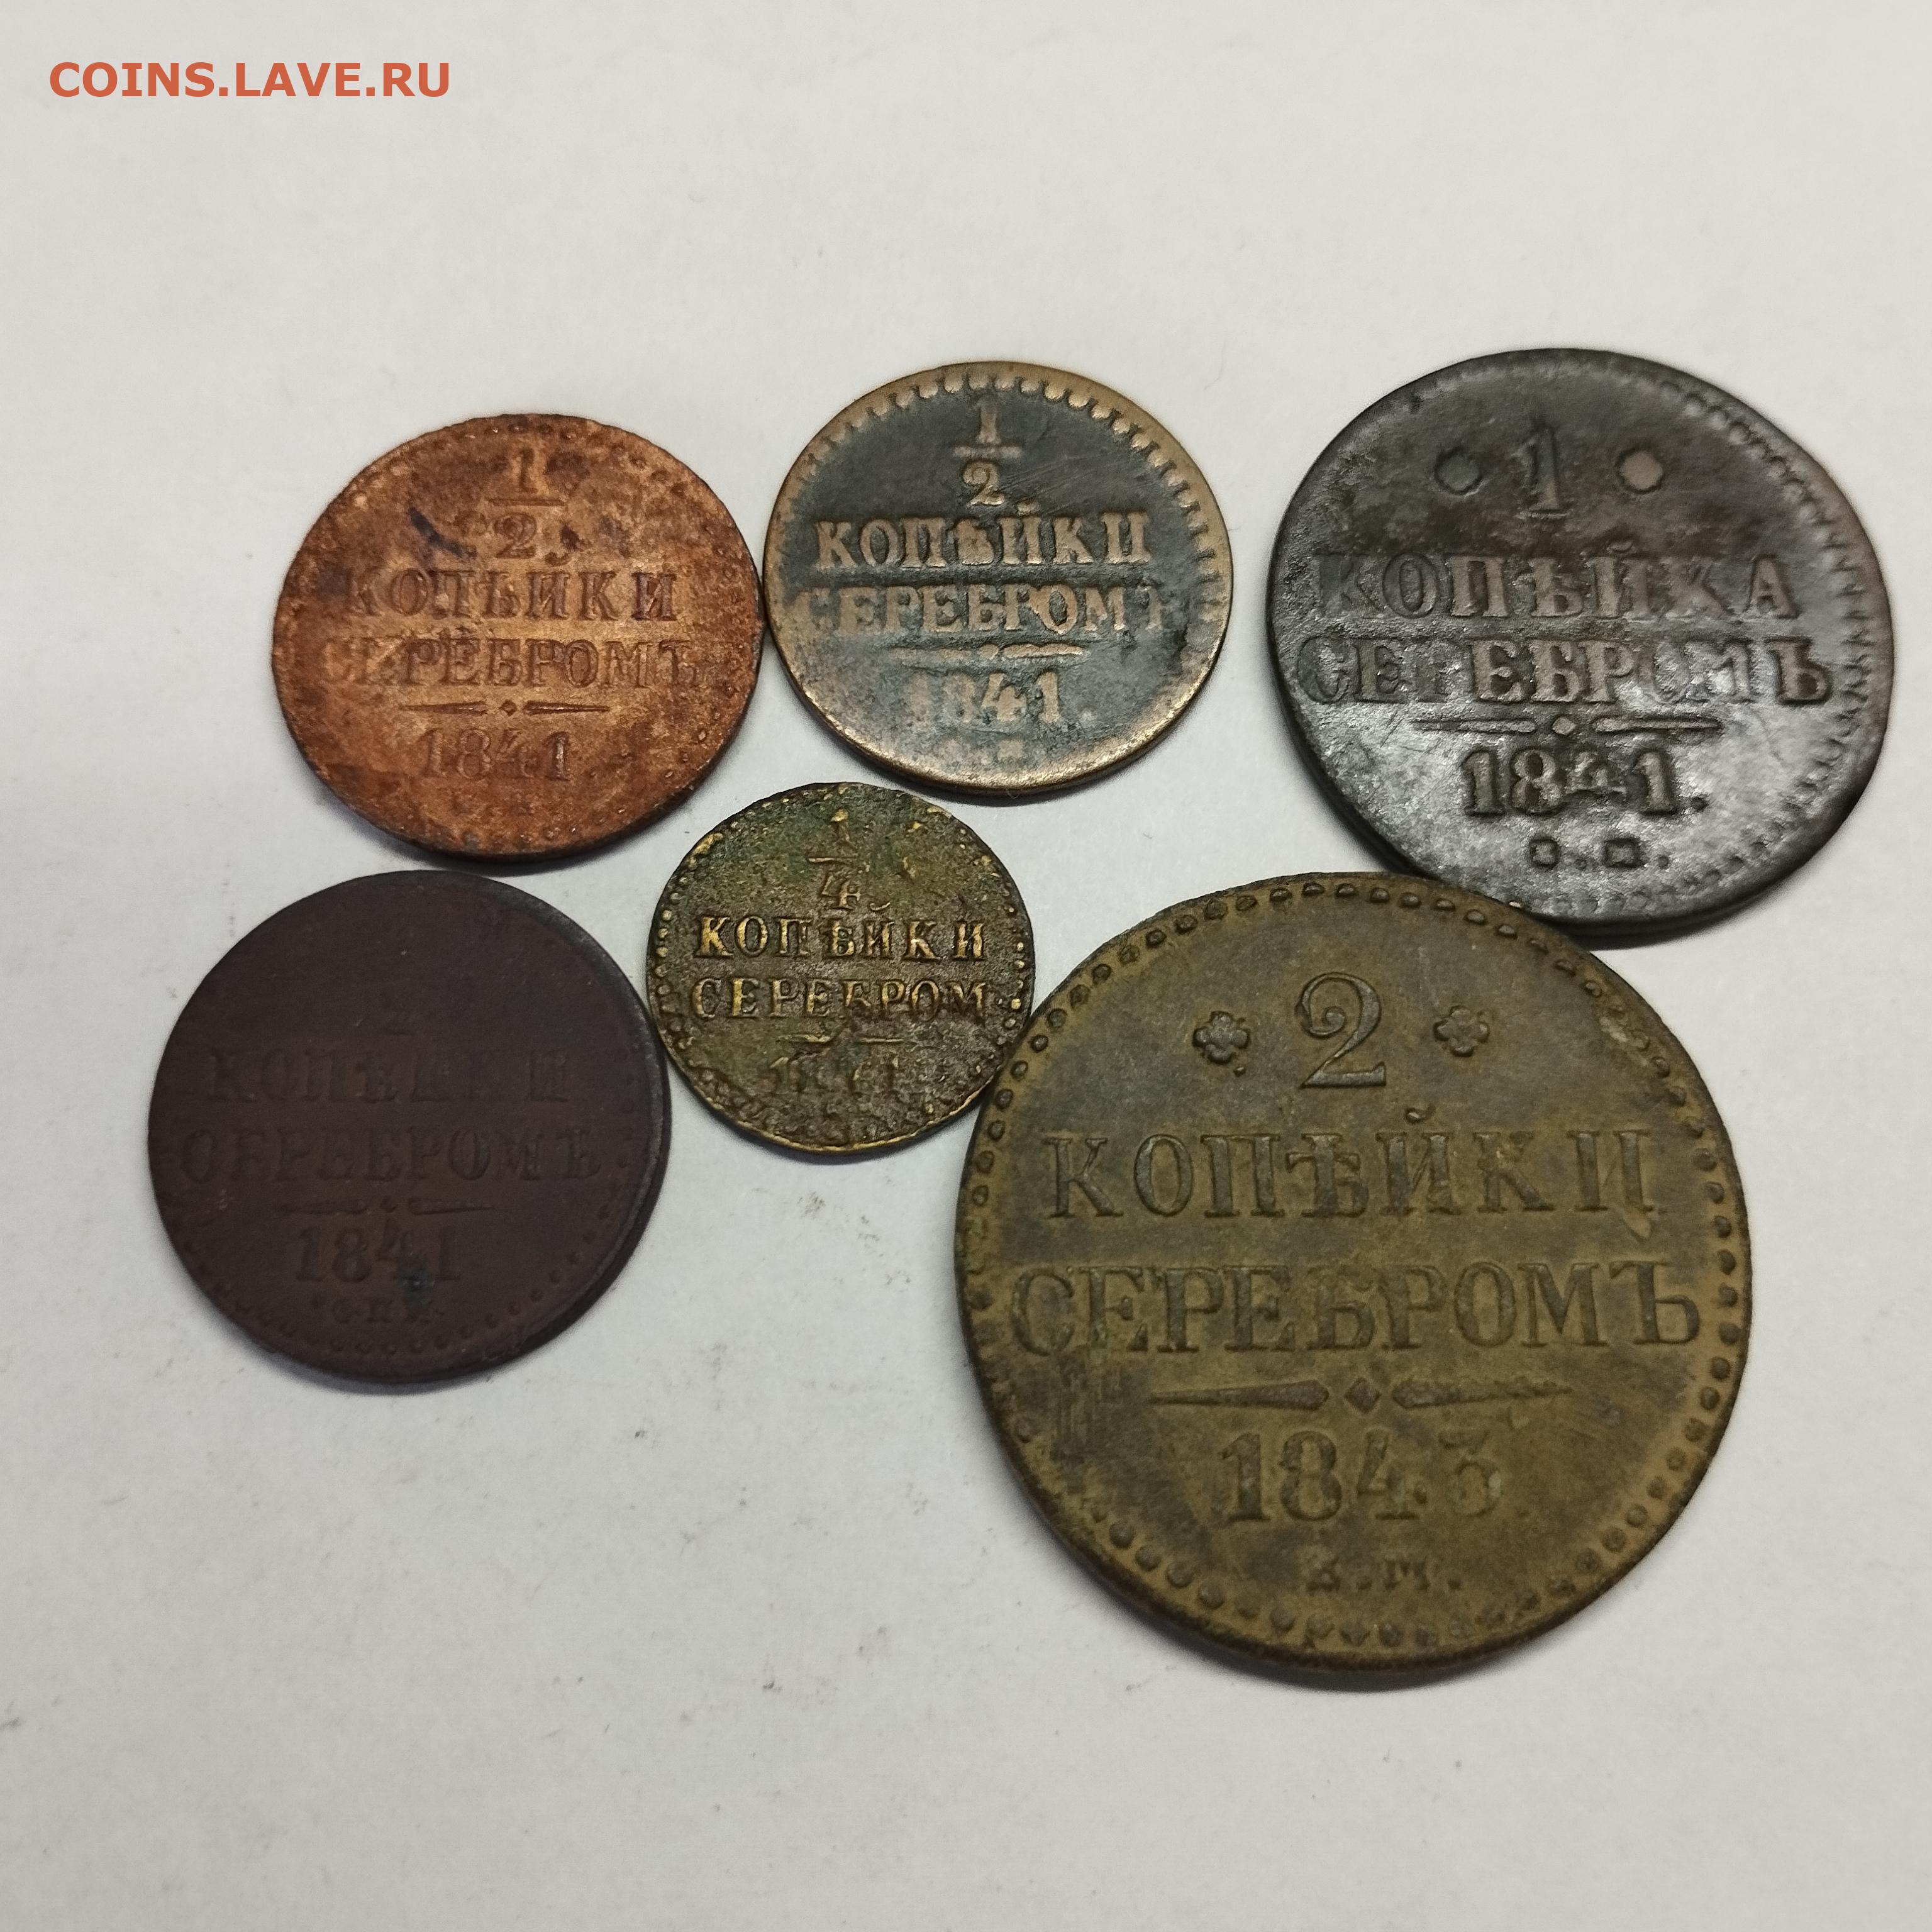 COINS.LAVE.RU
1
2
КОПѢЙКИ
СЕРЕБРОМЪ
1841
1
2
КОПѢЙКИ
СЕРЕБРОМЪ
1841.
1
КОПѢЙКА
СЕРЕБРОМЪ
1841.
2
КОПѢЙКИ
СЕРЕБРОМЪ
1841
С.П.М.
1
4
КОПѢЙКИ
СЕРЕБРОМ
2
КОПѢЙКИ
СЕРЕБРОМЪ
1843.
Е.М.